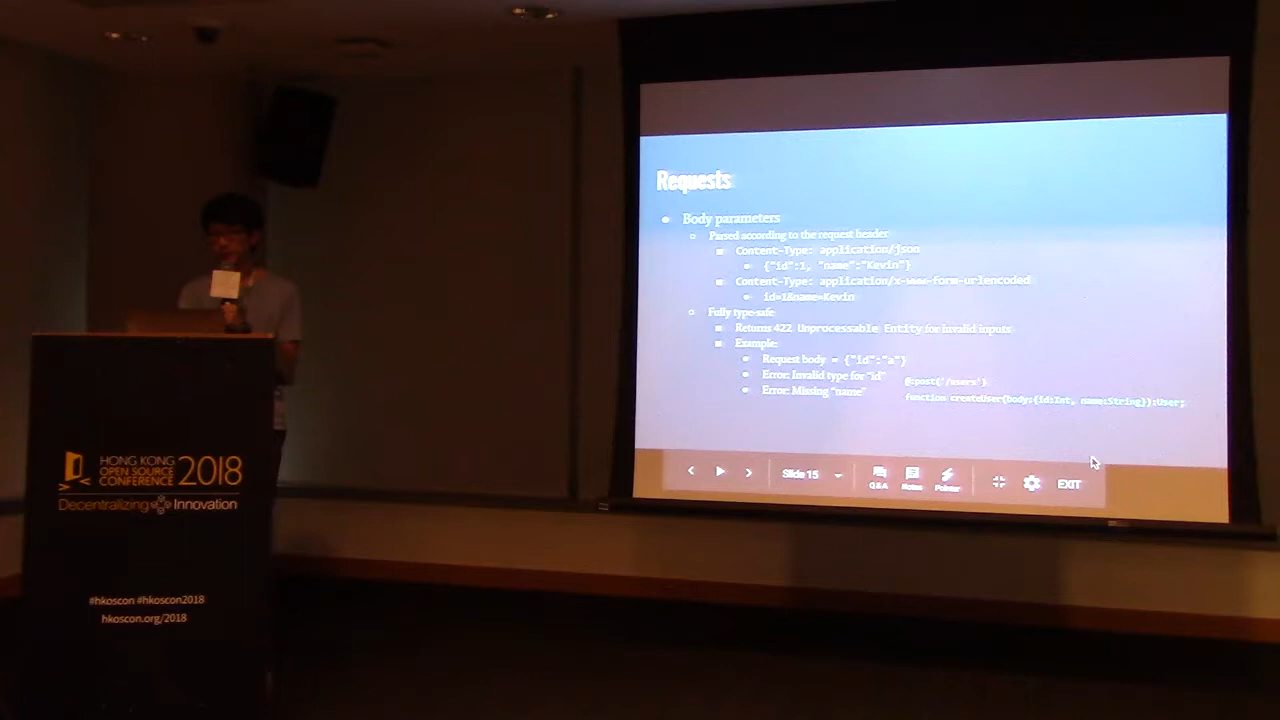 Requests
Body parameters
Parsed according to the request header
Content-Type: application/json
{"id":1, "name":"Kevin"}
Content-Type: application/x-www-form-urlencoded
id=1&name=Kevin
Fully type-safe
Returns 422 Unprocessable Entity for invalid inputs
Example:
Request body = {"id":"a"}
Error: Invalid type for "id"
Error: Missing "name"
@:post('/users')
function createUser(body:{id:Int, name:String}):User;
Slide 15
Q&A
Notes
Pointer
EXIT
HONG KONG
OPEN SOURCE
CONFERENCE
2018
Decentralizing Innovation
#hkoscon #hkoscon2018
hkoscon.org/2018